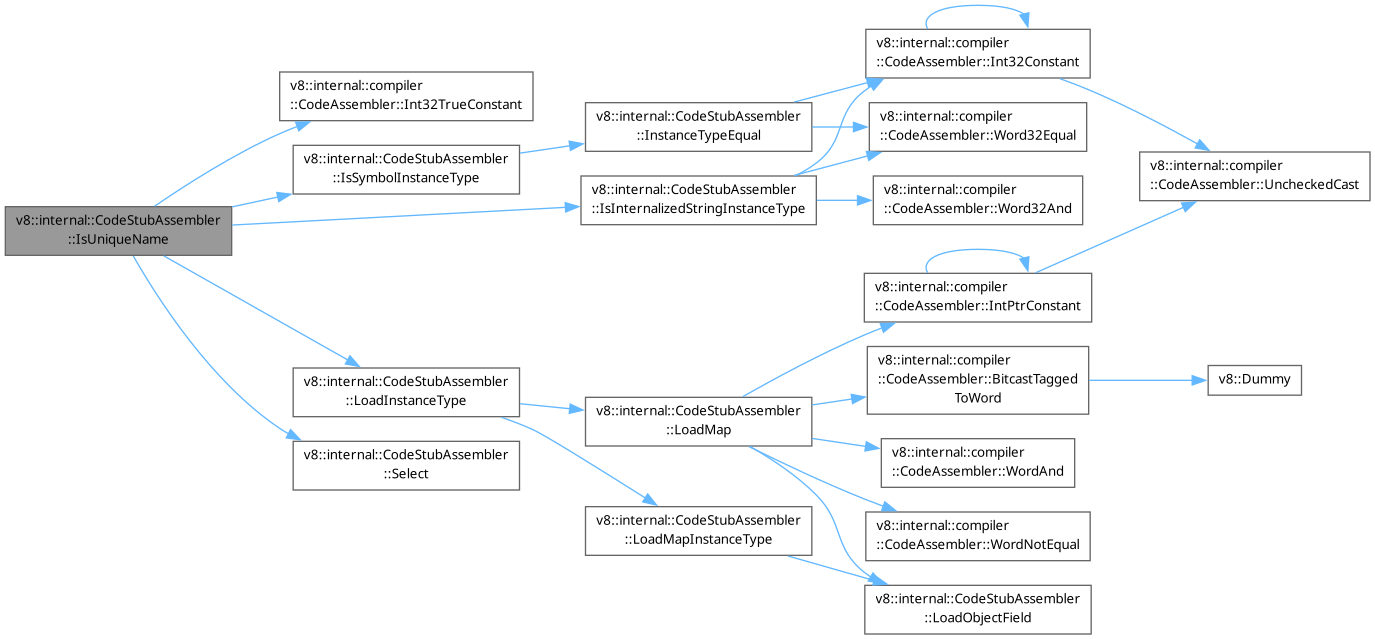 v8::internal::CodeStubAssembler
::IsUniqueName
v8::internal::compiler
::CodeAssembler::Int32TrueConstant
v8::internal::CodeStubAssembler
::IsSymbolInstanceType
v8::internal::CodeStubAssembler
::LoadInstanceType
v8::internal::CodeStubAssembler
::Select
v8::internal::CodeStubAssembler
::InstanceTypeEqual
v8::internal::CodeStubAssembler
::IsInternalizedStringInstanceType
v8::internal::CodeStubAssembler
::LoadMap
v8::internal::CodeStubAssembler
::LoadMapInstanceType
v8::internal::compiler
::CodeAssembler::Int32Constant
v8::internal::compiler
::CodeAssembler::Word32Equal
v8::internal::compiler
::CodeAssembler::Word32And
v8::internal::compiler
::CodeAssembler::IntPtrConstant
v8::internal::compiler
::CodeAssembler::BitcastTagged
ToWord
v8::internal::compiler
::CodeAssembler::WordAnd
v8::internal::compiler
::CodeAssembler::WordNotEqual
v8::internal::CodeStubAssembler
::LoadObjectField
v8::internal::compiler
::CodeAssembler::UncheckedCast
v8::Dummy